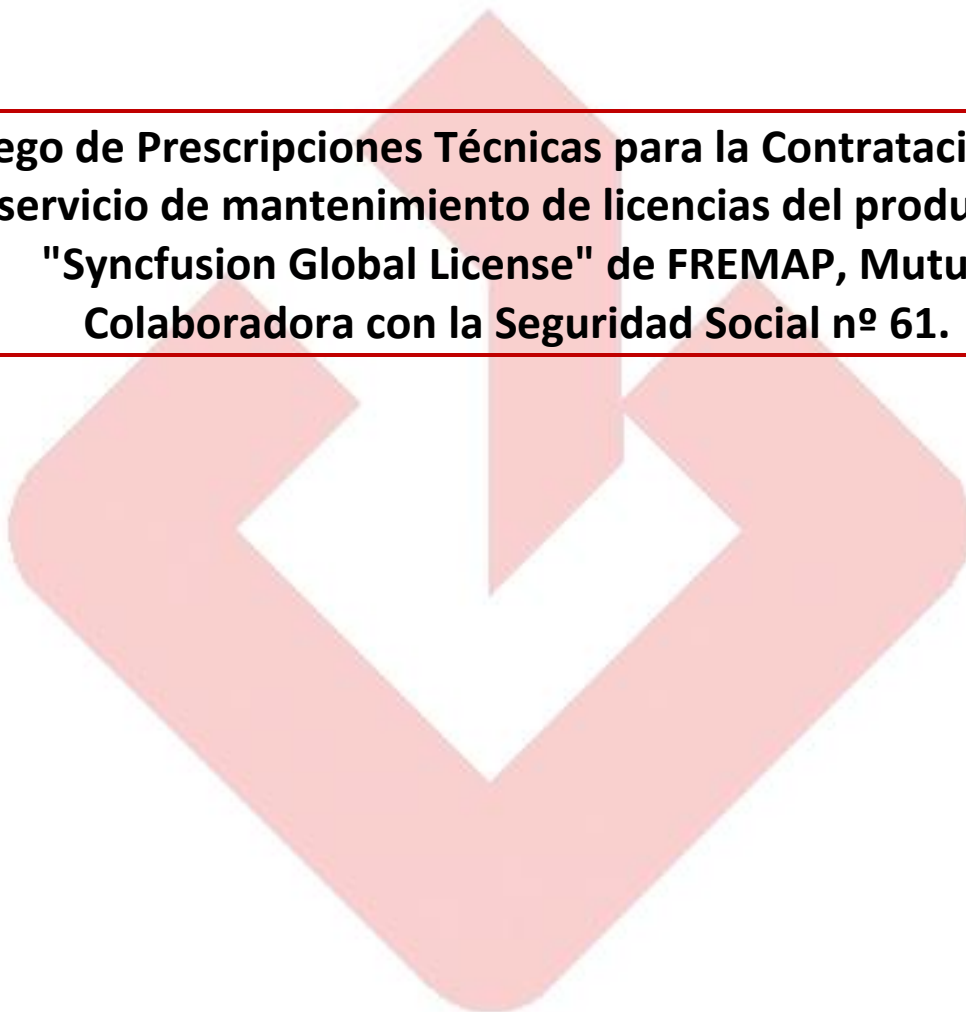 ego de Prescripciones Técnicas para la Contrataci
servicio de mantenimiento de licencias del produ
"Syncfusion Global License" de FREMAP, Mutu
Colaboradora con la Seguridad Social nº 61.